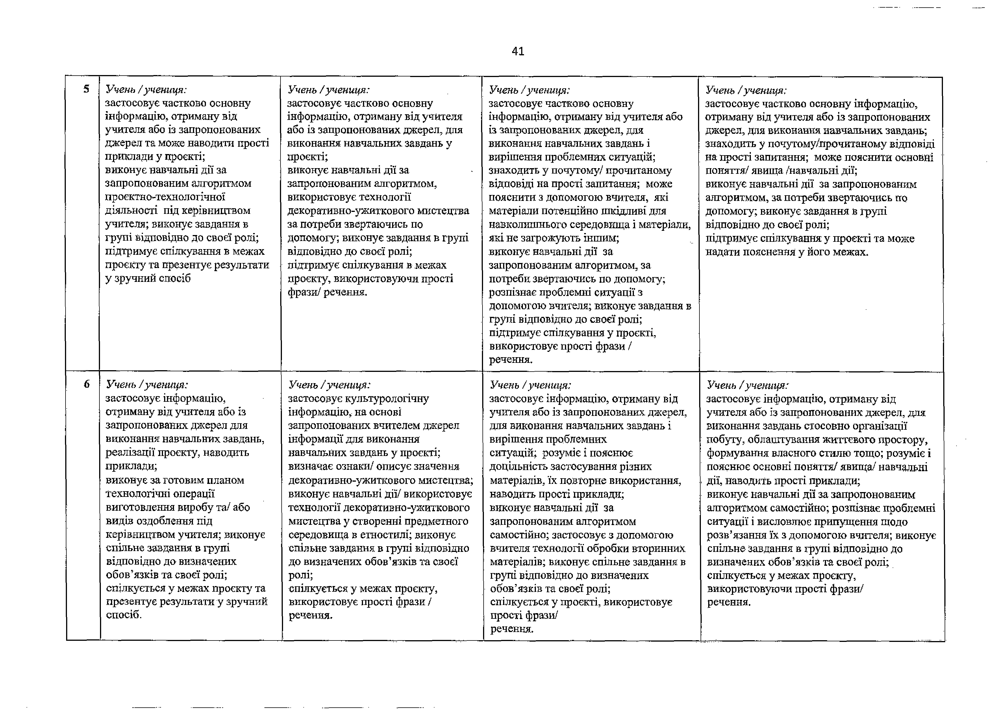 41
5
Учень / учениця:
застосовує частково основну
інформацію, отриману від
учителя або із запропонованих
джерел та може наводити прості
приклади у проєкті;
виконує навчальні дії за
запропонованим алгоритмом
проєктно-технологічної
діяльності під керівництвом
учителя; виконує завдання в
групі відповідно до своєї ролі;
підтримує спілкування в межах
проєкту та презентує результати
у зручний спосіб
Учень / учениця:
застосовує частково основну
інформацію, отриману від учителя
або із запропонованих джерел, для
виконання навчальних завдань у
проєкті;
виконує навчальні дії за
запропонованим алгоритмом,
використовує технології
декоративно-ужиткового мистецтва
за потреби звертаючись по
допомогу; виконує завдання в групі
відповідно до своєї ролі;
підтримує спілкування в межах
проєкту, використовуючи прості
фрази/ речення.
Учень / учениця:
застосовує частково основну
інформацію, отриману від учителя або
із запропонованих джерел, для
виконання навчальних завдань і
вирішення проблемних ситуацій;
знаходить у почутому/ прочитаному
відповіді на прості запитання; може
пояснити з допомогою вчителя, які
матеріали потенційно шкідливі для
навколишнього середовища і матеріали,
які не загрожують іншим;
виконує навчальні дії за
запропонованим алгоритмом, за
потреби звертаючись по допомогу;
розпізнає проблемні ситуації з
допомогою вчителя; виконує завдання в
групі відповідно до своєї ролі;
підтримує спілкування у проєкті,
використовує прості фрази /
речення.
Учень / учениця:
застосовує частково основну інформацію,
отриману від учителя або із запропонованих
джерел, для виконання навчальних завдань;
знаходить у почутому/прочитаному відповіді
на прості запитання; може пояснити основні
поняття/ явища /навчальні дії;
виконує навчальні дії за запропонованим
алгоритмом, за потреби звертаючись по
допомогу; виконує завдання в групі
відповідно до своєї ролі;
підтримує спілкування у проєкті та може
надати пояснення у його межах.
6
Учень / учениця:
застосовує інформацію,
отриману від учителя або із
запропонованих джерел для
виконання навчальних завдань,
реалізації проєкту, наводить
приклади;
виконує за готовим планом
технологічні операції
виготовлення виробу та/ або
видів оздоблення під
керівництвом учителя; виконує
спільне завдання в групі
відповідно до визначених
обов’язків та своєї ролі;
спілкується у межах проєкту та
презентує результати у зручний
спосіб.
Учень / учениця:
застосовує культурологічну
інформацію, на основі
запропонованих вчителем джерел
інформації для виконання
навчальних завдань у проєкті;
визначає ознаки/ описує значення
декоративно-ужиткового мистецтва;
виконує навчальні дії/ використовує
технології декоративно-ужиткового
мистецтва у створенні предметного
середовища в етностилі; виконує
спільне завдання в групі відповідно
до визначених обов’язків та своєї
ролі;
спілкується у межах проєкту,
використовує прості фрази /
речення.
Учень / учениця:
застосовує інформацію, отриману від
учителя або із запропонованих джерел,
для виконання навчальних завдань і
вирішення проблемних
ситуацій; розуміє і пояснює
доцільність застосування різних
матеріалів, їх повторне використання,
наводить прості приклади;
виконує навчальні дії за
запропонованим алгоритмом
самостійно; застосовує з допомогою
вчителя технології обробки вторинних
матеріалів; виконує спільне завдання в
групі відповідно до визначених
обов’язків та своєї ролі;
спілкується у проєкті, використовує
прості фрази/
речення.
Учень / учениця:
застосовує інформацію, отриману від
учителя або із запропонованих джерел, для
виконання завдань стосовно організації
побуту, облаштування життєвого простору,
формування власного стилю тощо; розуміє і
пояснює основні поняття/ явища/ навчальні
дії, наводить прості приклади;
виконує навчальні дії за запропонованим
алгоритмом самостійно; розпізнає проблемні
ситуації і висловлює припущення щодо
розв’язання їх з допомогою вчителя; виконує
спільне завдання в групі відповідно до
визначених обов’язків та своєї ролі;
спілкується у межах проєкту,
використовуючи прості фрази/
речення.